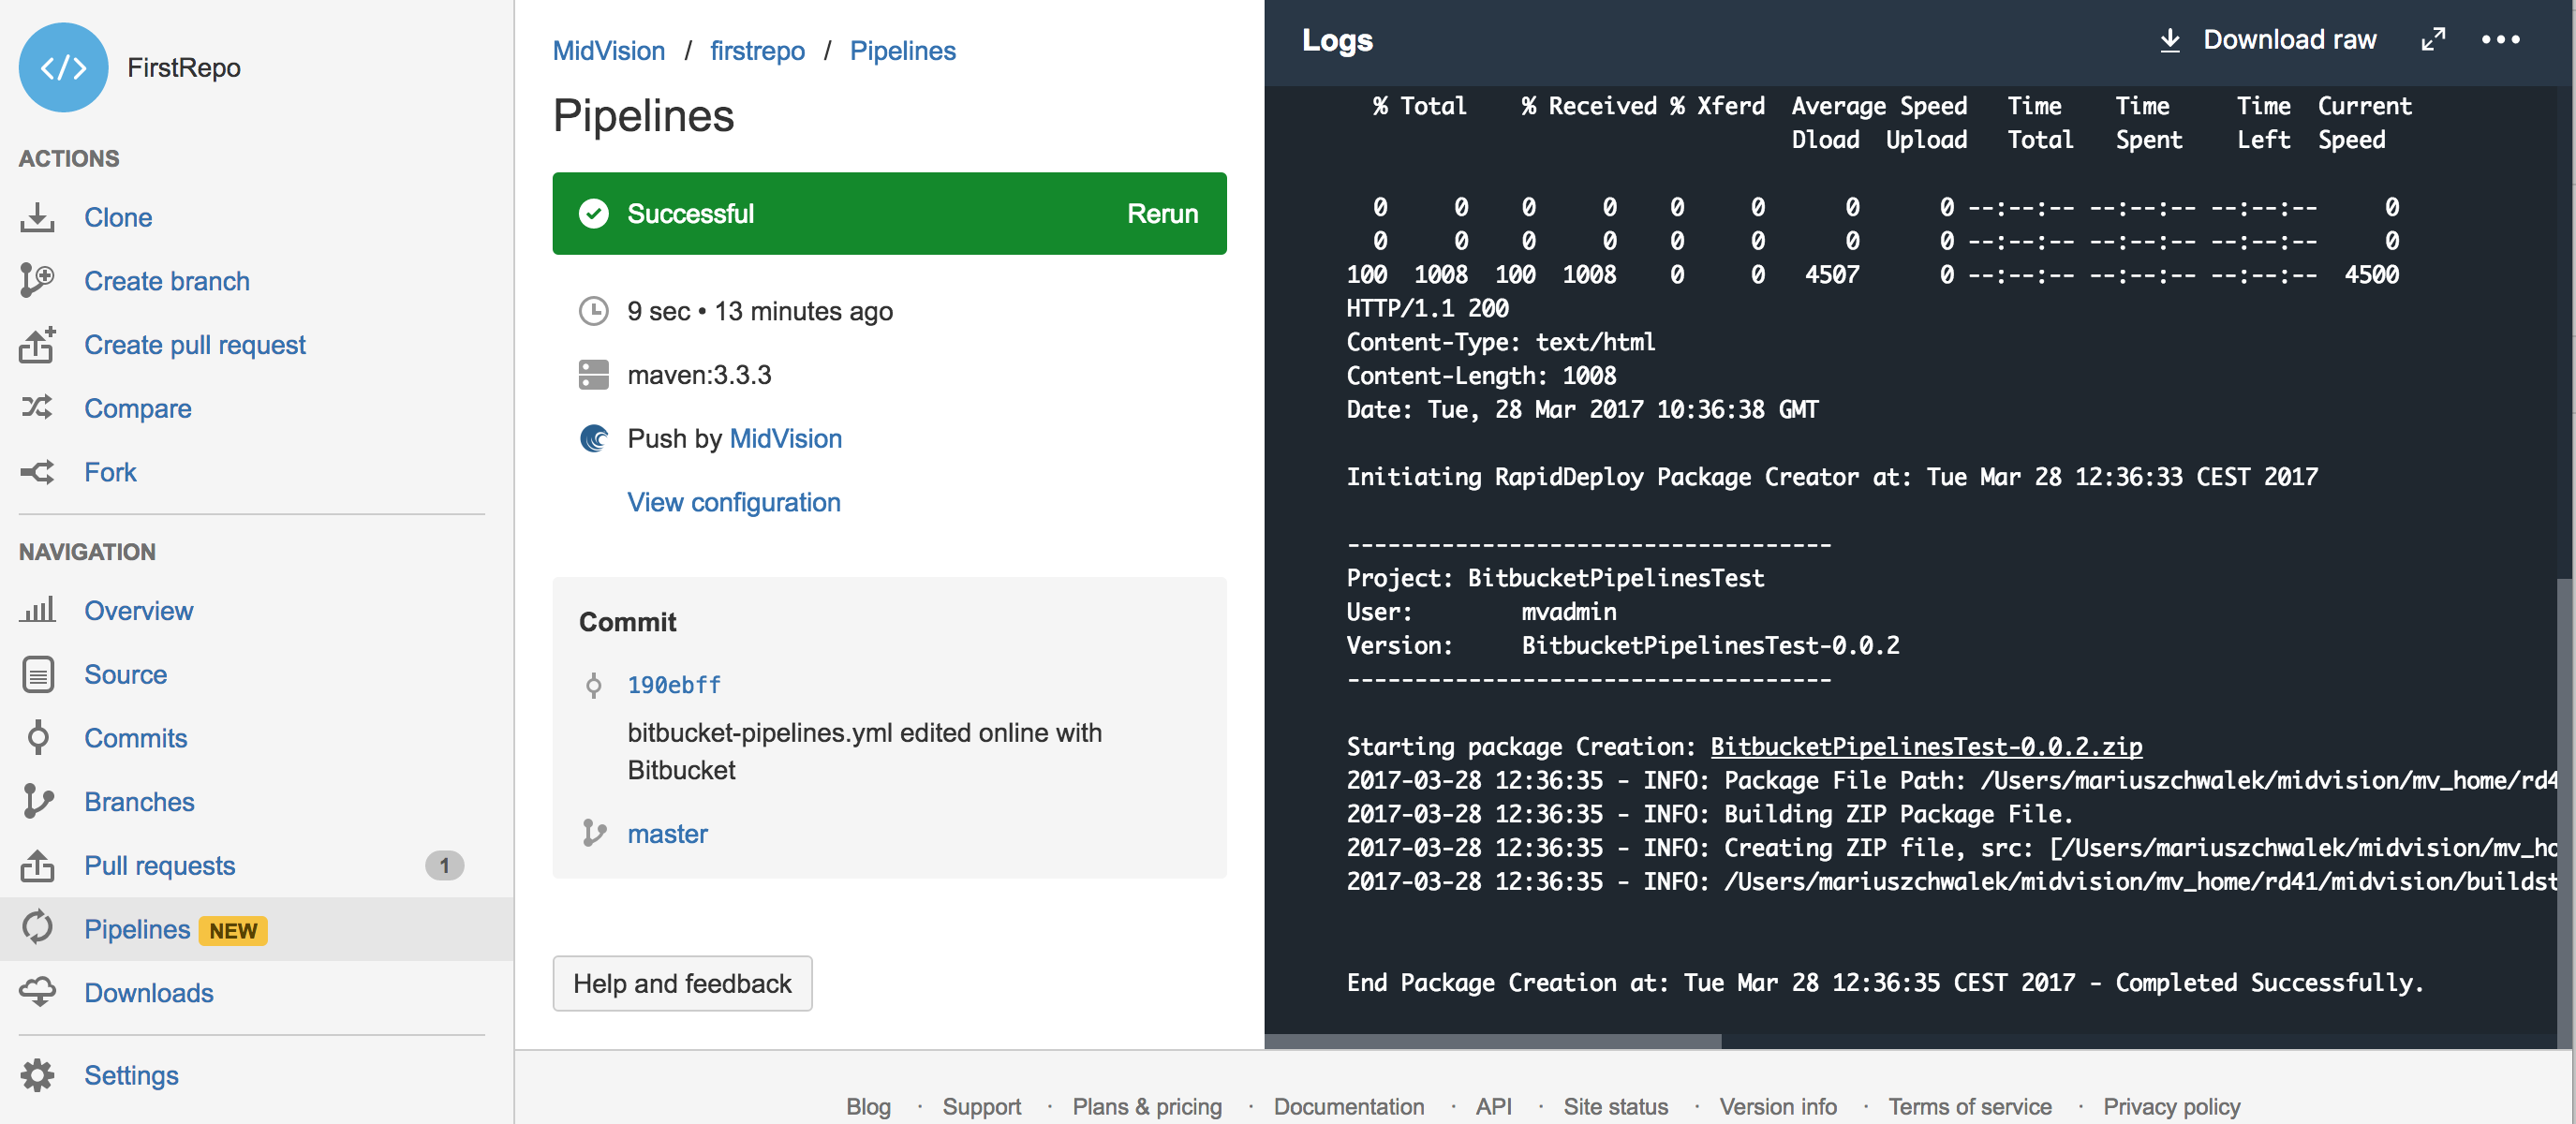 FirstRepo
ACTIONS
Clone
Create branch
Create pull request
Compare
Fork
NAVIGATION
Overview
Source
Commits
Branches
Pull requests 1
Pipelines NEW
Downloads
Settings
MidVision / firstrepo / Pipelines
Pipelines
Successful Rerun
9 sec • 13 minutes ago
maven:3.3.3
Push by MidVision
View configuration
Commit
190ebff
bitbucket-pipelines.yml edited online with
Bitbucket
master
Help and feedback
Logs Download raw
% Total % Received % Xferd Average Speed Time Time Time Current
Dload Upload Total Spent Left Speed
0 0 0 0 0 0 0 0 --:--:-- --:--:-- --:--:-- 0
0 0 0 0 0 0 0 0 --:--:-- --:--:-- --:--:-- 0
100 1008 100 1008 0 0 4507 0 --:--:-- --:--:-- --:--:-- 4500
HTTP/1.1 200
Content-Type: text/html
Content-Length: 1008
Date: Tue, 28 Mar 2017 10:36:38 GMT
Initiating RapidDeploy Package Creator at: Tue Mar 28 12:36:33 CEST 2017
------------------------------------
Project: BitbucketPipelinesTest
User: mvadmin
Version: BitbucketPipelinesTest-0.0.2
------------------------------------
Starting package Creation: BitbucketPipelinesTest-0.0.2.zip
2017-03-28 12:36:35 - INFO: Package File Path: /Users/mariuszchwalek/midvision/mv_home/rd4
2017-03-28 12:36:35 - INFO: Building ZIP Package File.
2017-03-28 12:36:35 - INFO: Creating ZIP file, src: [/Users/mariuszchwalek/midvision/mv_ho
2017-03-28 12:36:35 - INFO: /Users/mariuszchwalek/midvision/mv_home/rd41/midvision/buildst
End Package Creation at: Tue Mar 28 12:36:35 CEST 2017 - Completed Successfully.
Blog · Support · Plans & pricing · Documentation · API · Site status · Version info · Terms of service · Privacy policy